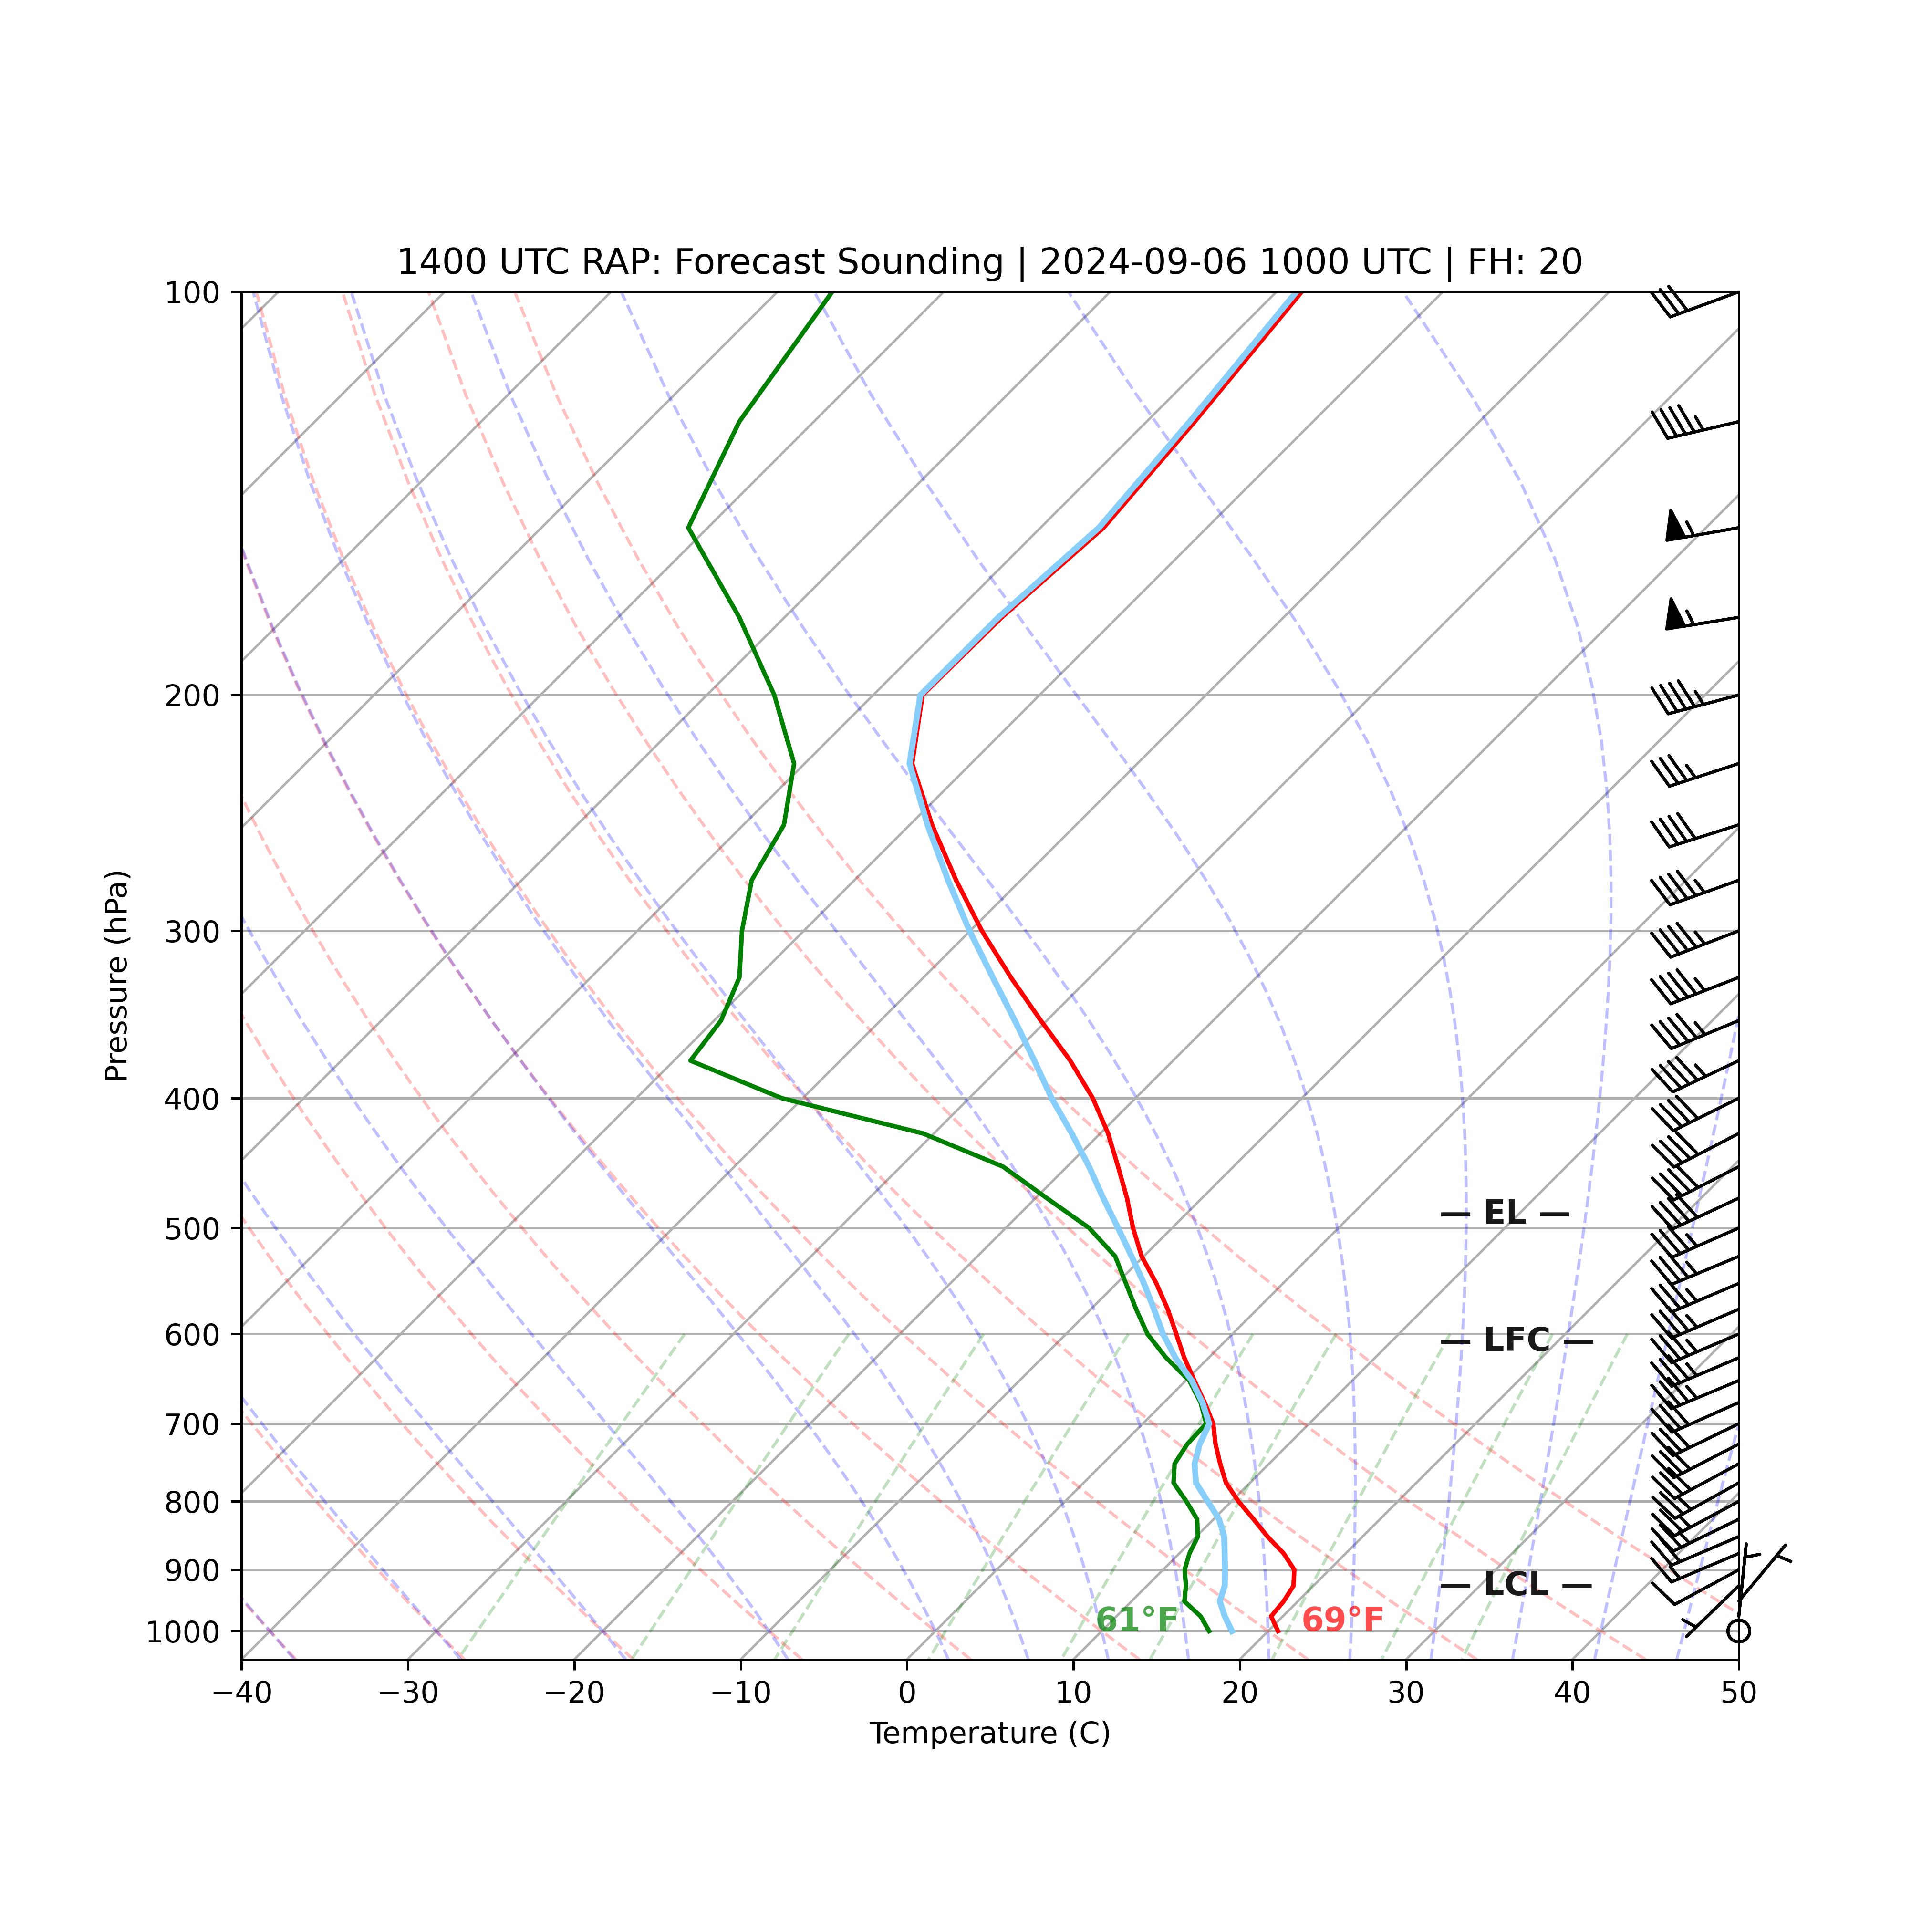 1400 UTC RAP: Forecast Sounding | 2024-09-06 1000 UTC | FH: 20
100
200
300
400
500
600
700
800
900
1000
Pressure (hPa)
— EL —
— LFC —
— LCL —
61°F
69°F
−40 −30 −20 −10 0 10 20 30 40 50
Temperature (C)